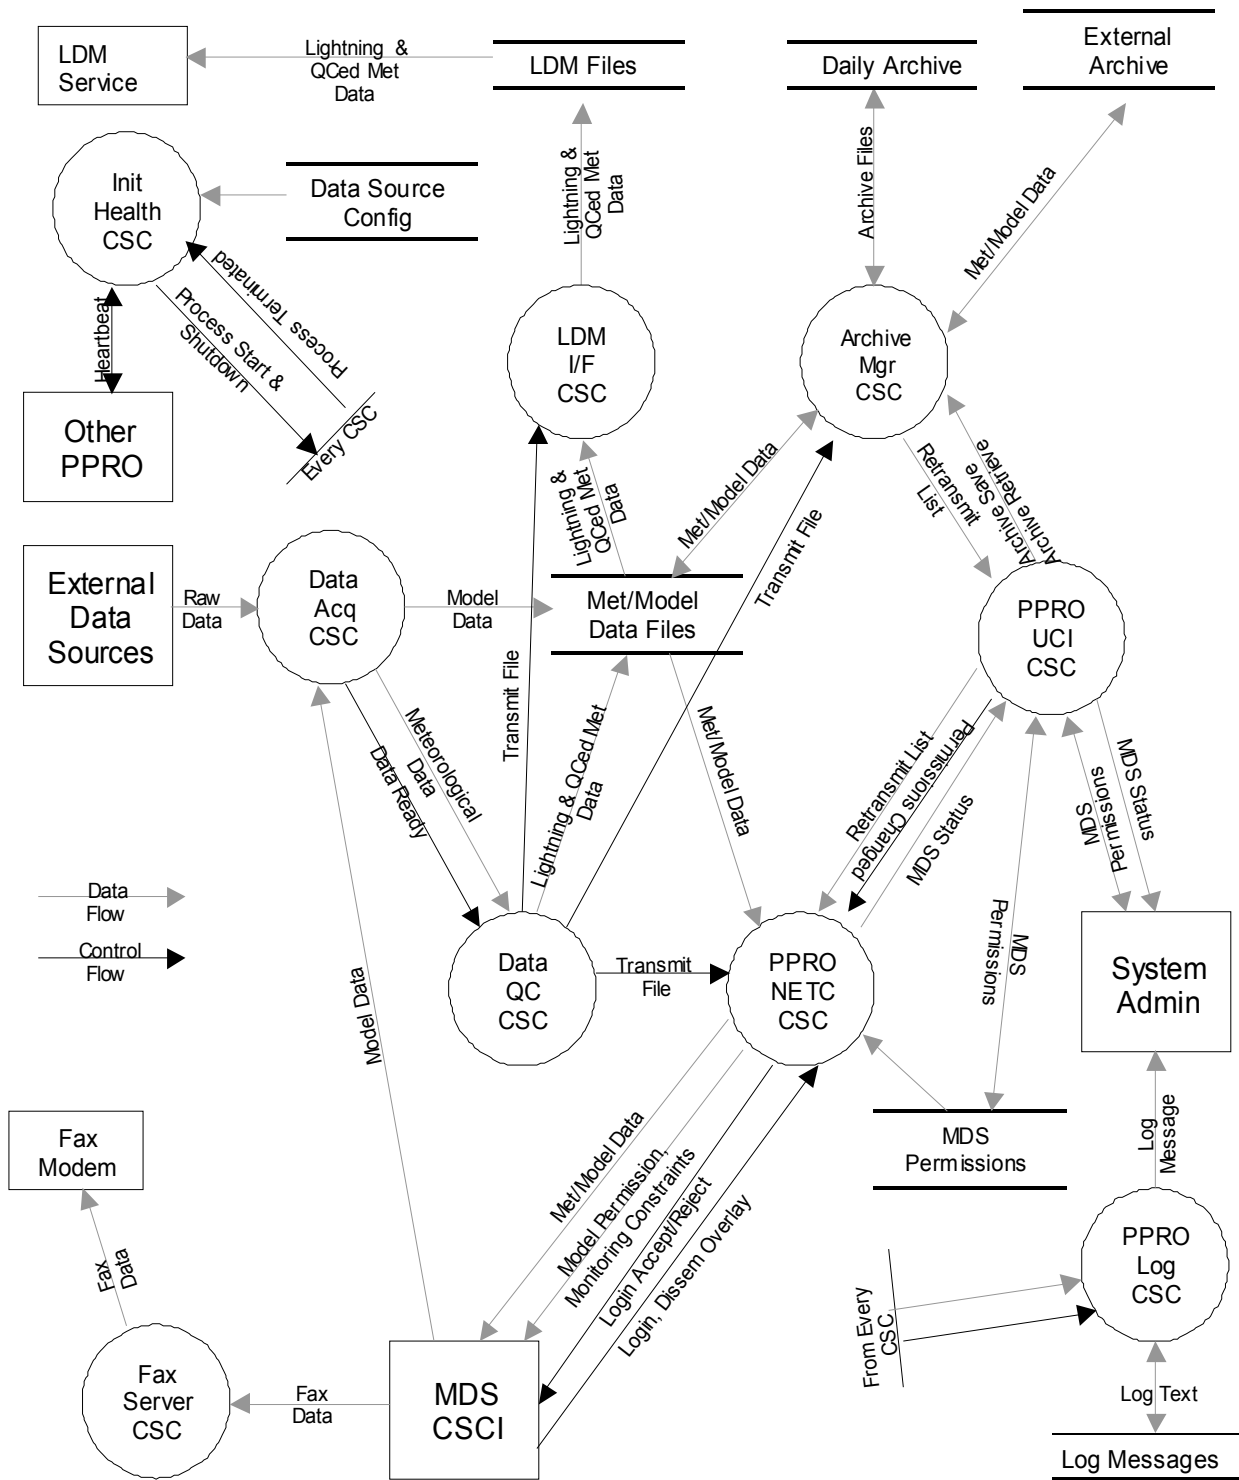 LDM
Service
Lightning &
QCed Met
Data
LDM Files
Daily Archive
External
Archive
Init
Health
CSC
Data Source
Config
Lightning &
QCed Met
Data
Archive Files
Met/Model Data
Process Terminated
Process Start &
Shutdown
Heartbeat
Every CSC
Other
PPRO
LDM
I/F
CSC
Archive
Mgr
CSC
Lightning &
QCed Met
Data
Met/Model Data
Transmit File
Retransmit
List
Archive Save
Archive Retrieve
External
Data
Sources
Raw
Data
Data
Acq
CSC
Model
Data
Met/Model
Data Files
PPRO
UCI
CSC
Transmit File
Meteorological
Data
Data Ready
Lightning & QCed Met
Data
Met/Model Data
Retransmit List
Permissions Changed
MDS Status
MDS
Permissions
MDS Status
MDS
Permissions
Data
Flow
Control
Flow
Data
QC
CSC
Transmit
File
PPRO
NETC
CSC
System
Admin
Model Data
Met/Model Data
Model Permission,
Monitoring Constraints
Login Accept/Reject
Login, Dissem Overlay
MDS
Permissions
Log
Message
Fax
Modem
Fax
Data
PPRO
Log
CSC
From Every
CSC
Fax
Server
CSC
Fax
Data
MDS
CSCI
Log Text
Log Messages